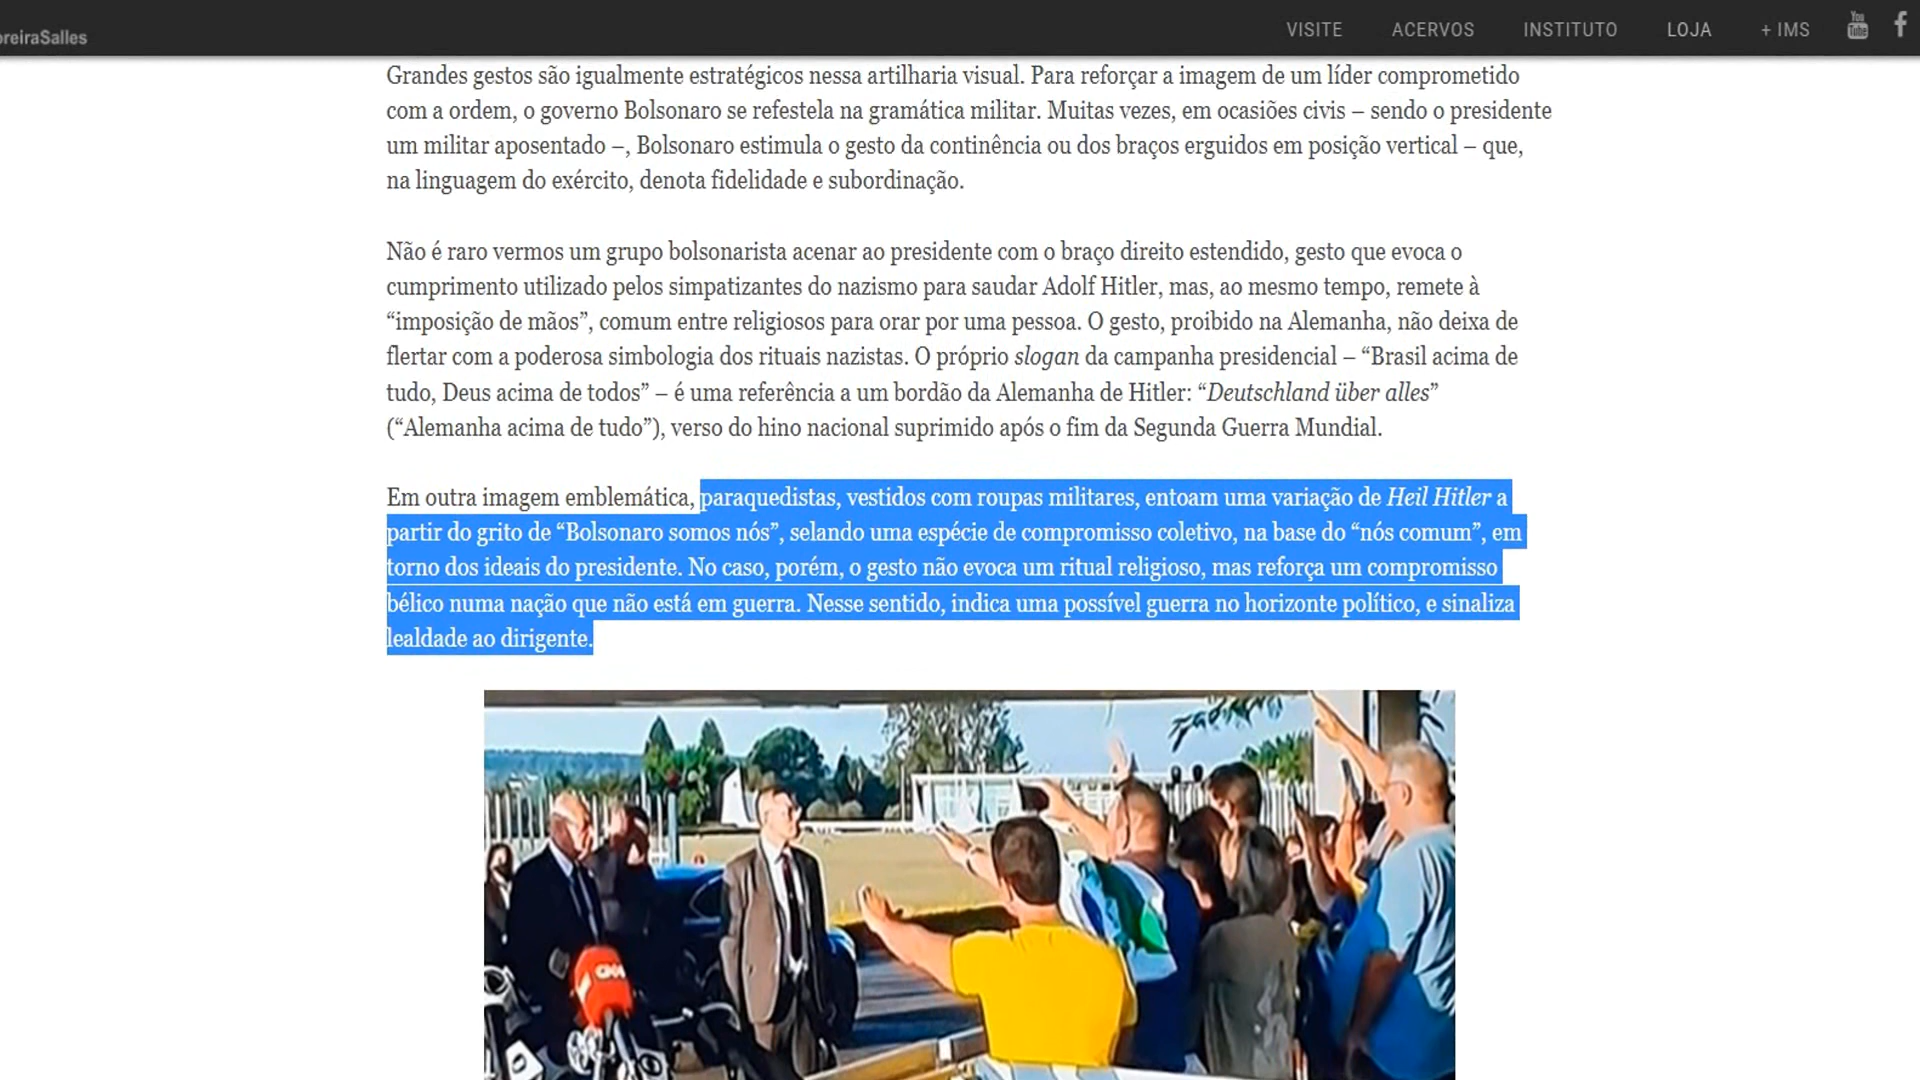 oreiraSalles
VISITE ACERVOS INSTITUTO LOJA + IMS You Tube f
Grandes gestos são igualmente estratégicos nessa artilharia visual. Para reforçar a imagem de um líder comprometido
com a ordem, o governo Bolsonaro se refestela na gramática militar. Muitas vezes, em ocasiões civis – sendo o presidente
um militar aposentado –, Bolsonaro estimula o gesto da continência ou dos braços erguidos em posição vertical – que,
na linguagem do exército, denota fidelidade e subordinação.
Não é raro vermos um grupo bolsonarista acenar ao presidente com o braço direito estendido, gesto que evoca o
cumprimento utilizado pelos simpatizantes do nazismo para saudar Adolf Hitler, mas, ao mesmo tempo, remete à
“imposição de mãos”, comum entre religiosos para orar por uma pessoa. O gesto, proibido na Alemanha, não deixa de
flertar com a poderosa simbologia dos rituais nazistas. O próprio slogan da campanha presidencial – “Brasil acima de
tudo, Deus acima de todos” – é uma referência a um bordão da Alemanha de Hitler: “Deutschland über alles”
(“Alemanha acima de tudo”), verso do hino nacional suprimido após o fim da Segunda Guerra Mundial.
Em outra imagem emblemática, paraquedistas, vestidos com roupas militares, entoam uma variação de Heil Hitler a
partir do grito de “Bolsonaro somos nós”, selando uma espécie de compromisso coletivo, na base do “nós comum”, em
torno dos ideais do presidente. No caso, porém, o gesto não evoca um ritual religioso, mas reforça um compromisso
bélico numa nação que não está em guerra. Nesse sentido, indica uma possível guerra no horizonte político, e sinaliza
lealdade ao dirigente.
CNN